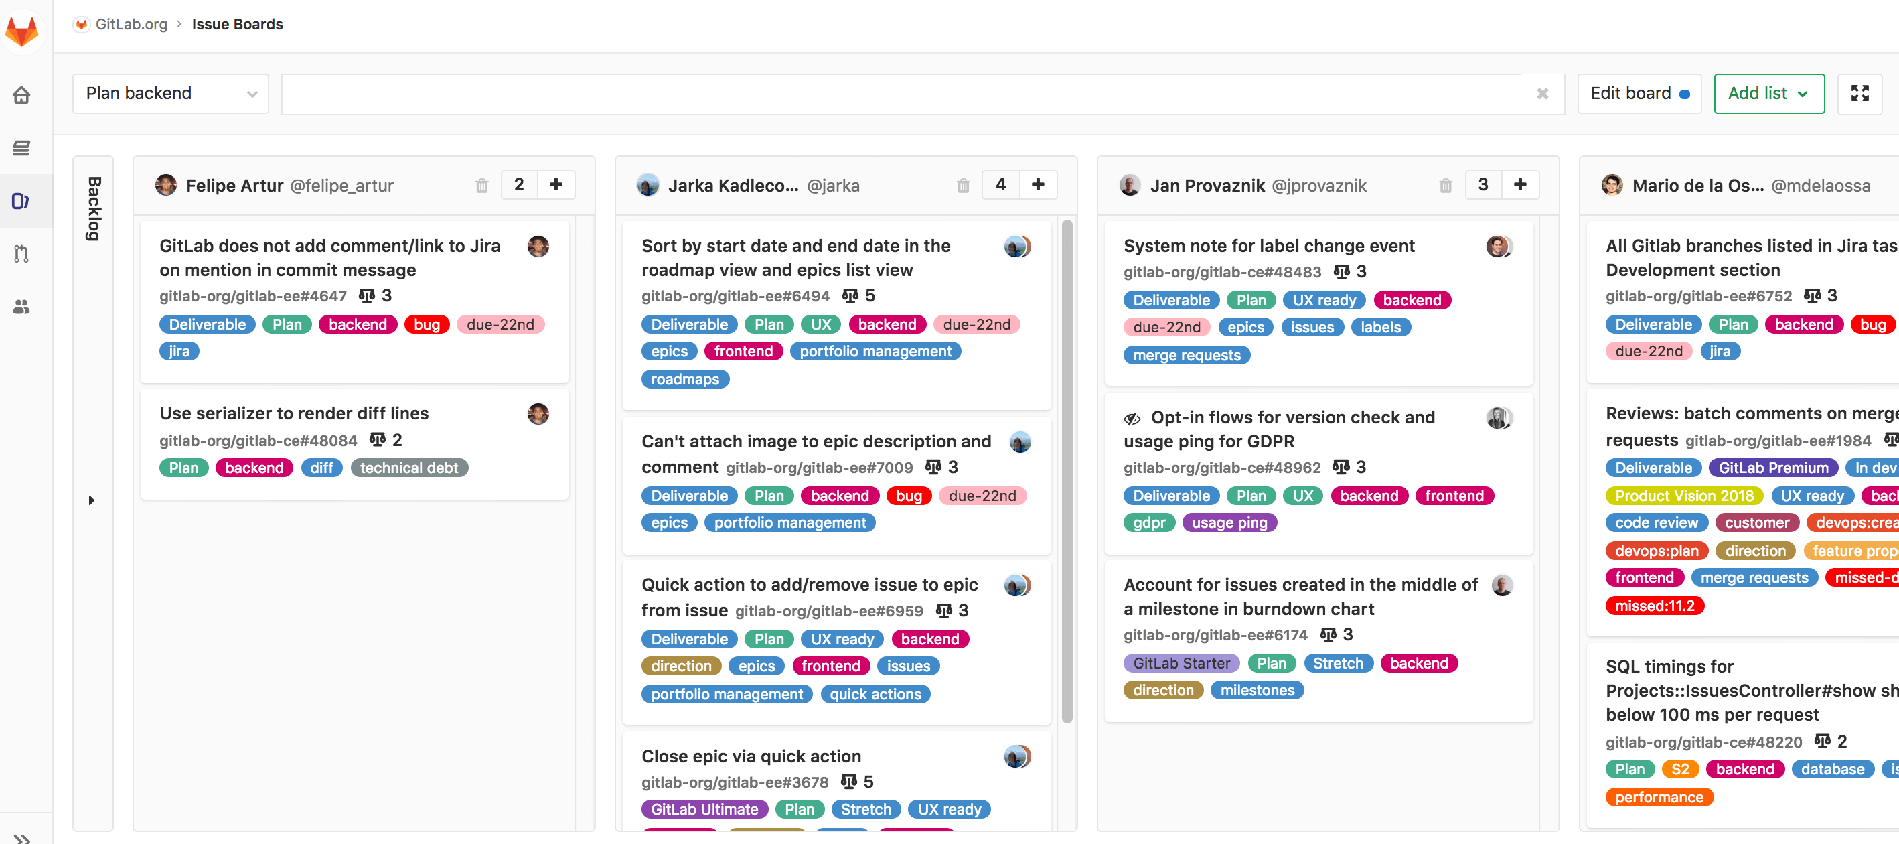 GitLab.org › Issue Boards
Plan backend
Edit board
Add list
Backlog
Felipe Artur @felipe_artur 2 +
GitLab does not add comment/link to Jira
on mention in commit message
gitlab-org/gitlab-ee#4647 3
Deliverable Plan backend bug due-22nd
jira
Use serializer to render diff lines
gitlab-org/gitlab-ce#48084 2
Plan backend diff technical debt
Jarka Kadleco... @jarka 4 +
Sort by start date and end date in the
roadmap view and epics list view
gitlab-org/gitlab-ee#6494 5
Deliverable Plan UX backend due-22nd
epics frontend portfolio management
roadmaps
Can't attach image to epic description and
comment gitlab-org/gitlab-ee#7009 3
Deliverable Plan backend bug due-22nd
epics portfolio management
Quick action to add/remove issue to epic
from issue gitlab-org/gitlab-ee#6959 3
Deliverable Plan UX ready backend
direction epics frontend issues
portfolio management quick actions
Close epic via quick action
gitlab-org/gitlab-ee#3678 5
GitLab Ultimate Plan Stretch UX ready
Jan Provaznik @jprovaznik 3 +
System note for label change event
gitlab-org/gitlab-ce#48483 3
Deliverable Plan UX ready backend
due-22nd epics issues labels
merge requests
Opt-in flows for version check and
usage ping for GDPR
gitlab-org/gitlab-ce#48962 3
Deliverable Plan UX backend frontend
gdpr usage ping
Account for issues created in the middle of
a milestone in burndown chart
gitlab-org/gitlab-ee#6174 3
GitLab Starter Plan Stretch backend
direction milestones
Mario de la Os... @mdelaossa
All Gitlab branches listed in Jira tas
Development section
gitlab-org/gitlab-ee#6752 3
Deliverable Plan backend bug
due-22nd jira
Reviews: batch comments on merge
requests gitlab-org/gitlab-ee#1984
Deliverable GitLab Premium In dev
Product Vision 2018 UX ready back
code review customer devops:crea
devops:plan direction feature propo
frontend merge requests missed-d
missed:11.2
SQL timings for
Projects::IssuesController#show sh
below 100 ms per request
gitlab-org/gitlab-ce#48220 2
Plan S2 backend database is
performance